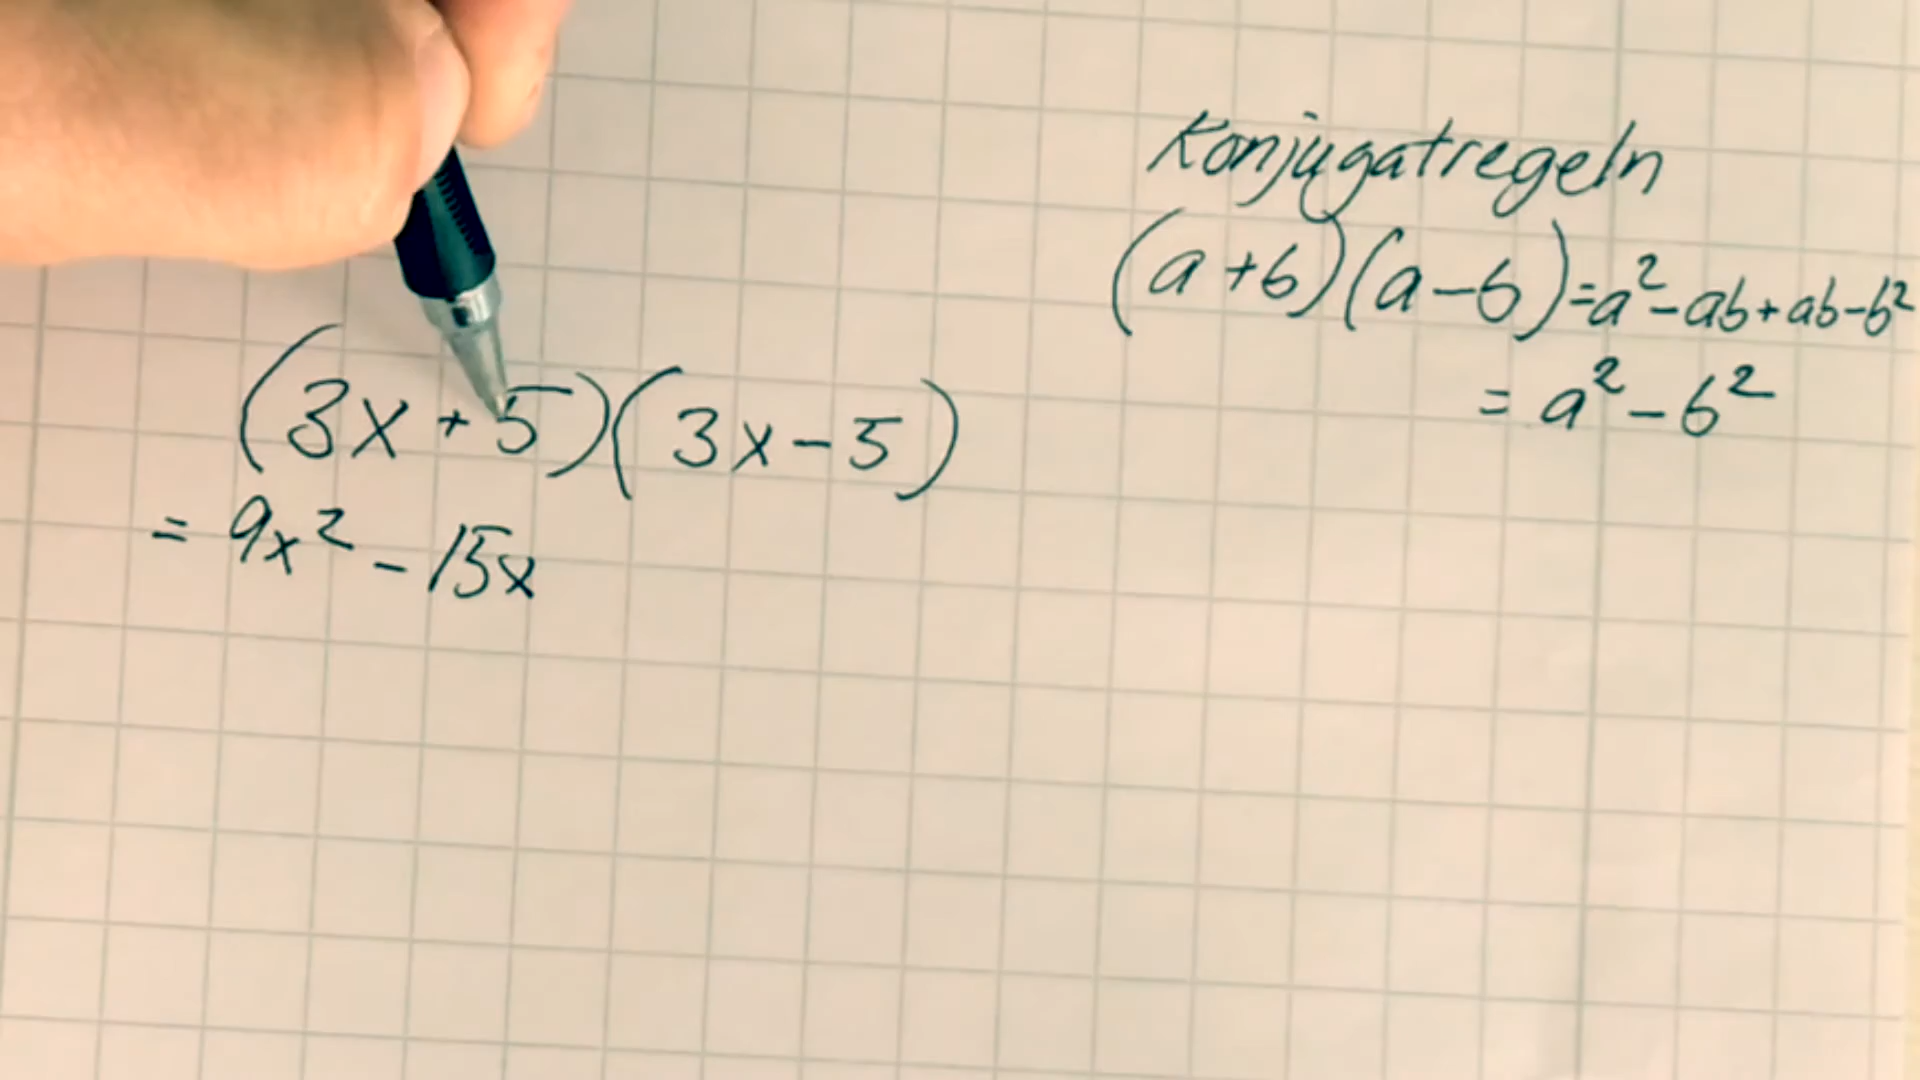 Konjugatregeln
(a+b)(a-b)=a²-ab+ab-b²
= a²-b²
(3x+5)(3x-5)
= 9x² - 15x